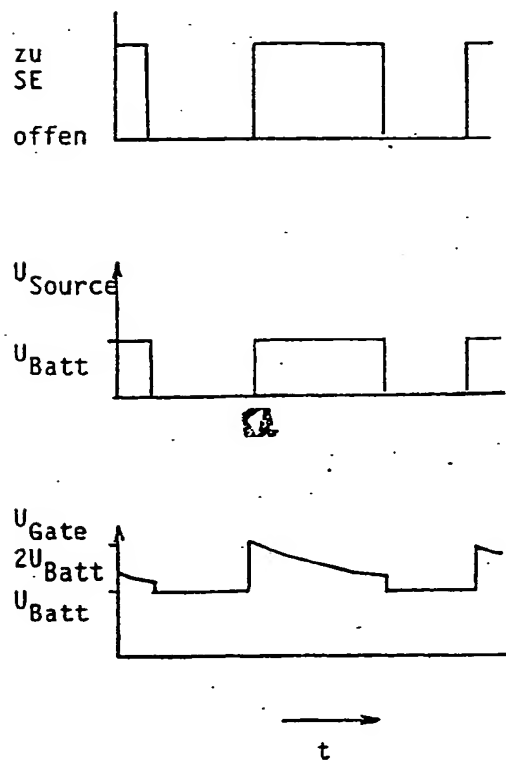 zu
SE
offen
U_Source
U_Batt
U_Gate
2U_Batt
U_Batt
t